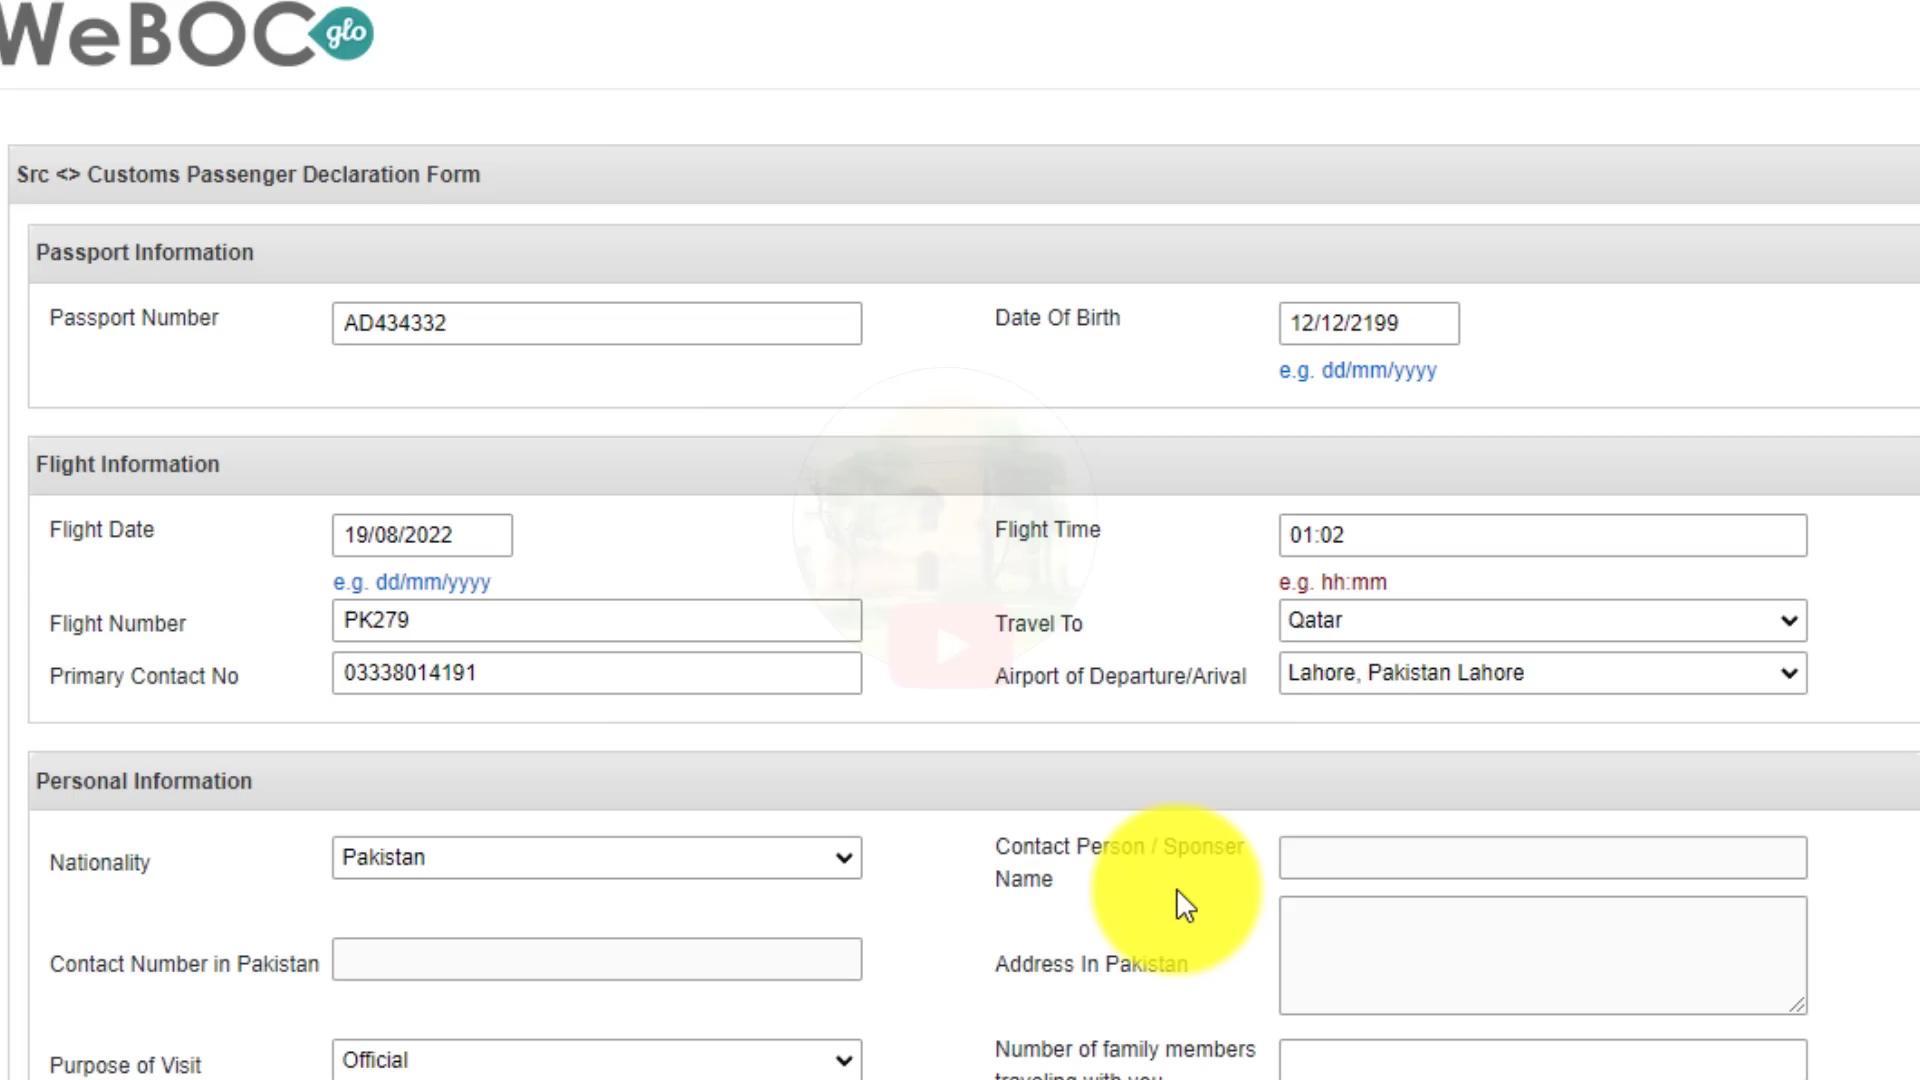 WeBOC glo
Src <> Customs Passenger Declaration Form
Passport Information
Passport Number AD434332 Date Of Birth 12/12/2199
e.g. dd/mm/yyyy
Flight Information
Flight Date 19/08/2022 Flight Time 01:02
e.g. dd/mm/yyyy e.g. hh:mm
Flight Number PK279 Travel To Qatar
Primary Contact No 03338014191 Airport of Departure/Arival Lahore, Pakistan Lahore
Personal Information
Nationality Pakistan Contact Person / Sponser
Name
Contact Number in Pakistan Address In Pakistan
Purpose of Visit Official Number of family members
traveling with you